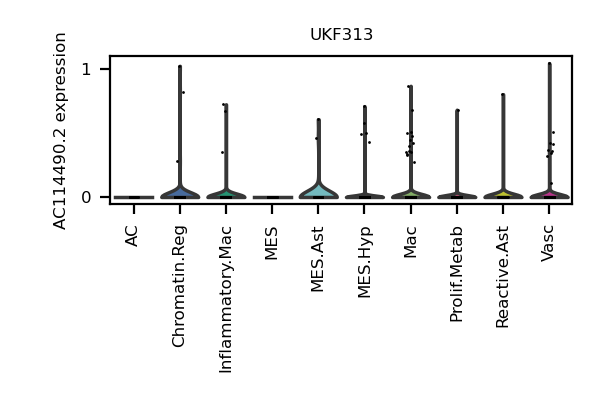 UKF313
AC114490.2 expression
1
0
AC
Chromatin.Reg
Inflammatory.Mac
MES
MES.Ast
MES.Hyp
Mac
Prolif.Metab
Reactive.Ast
Vasc